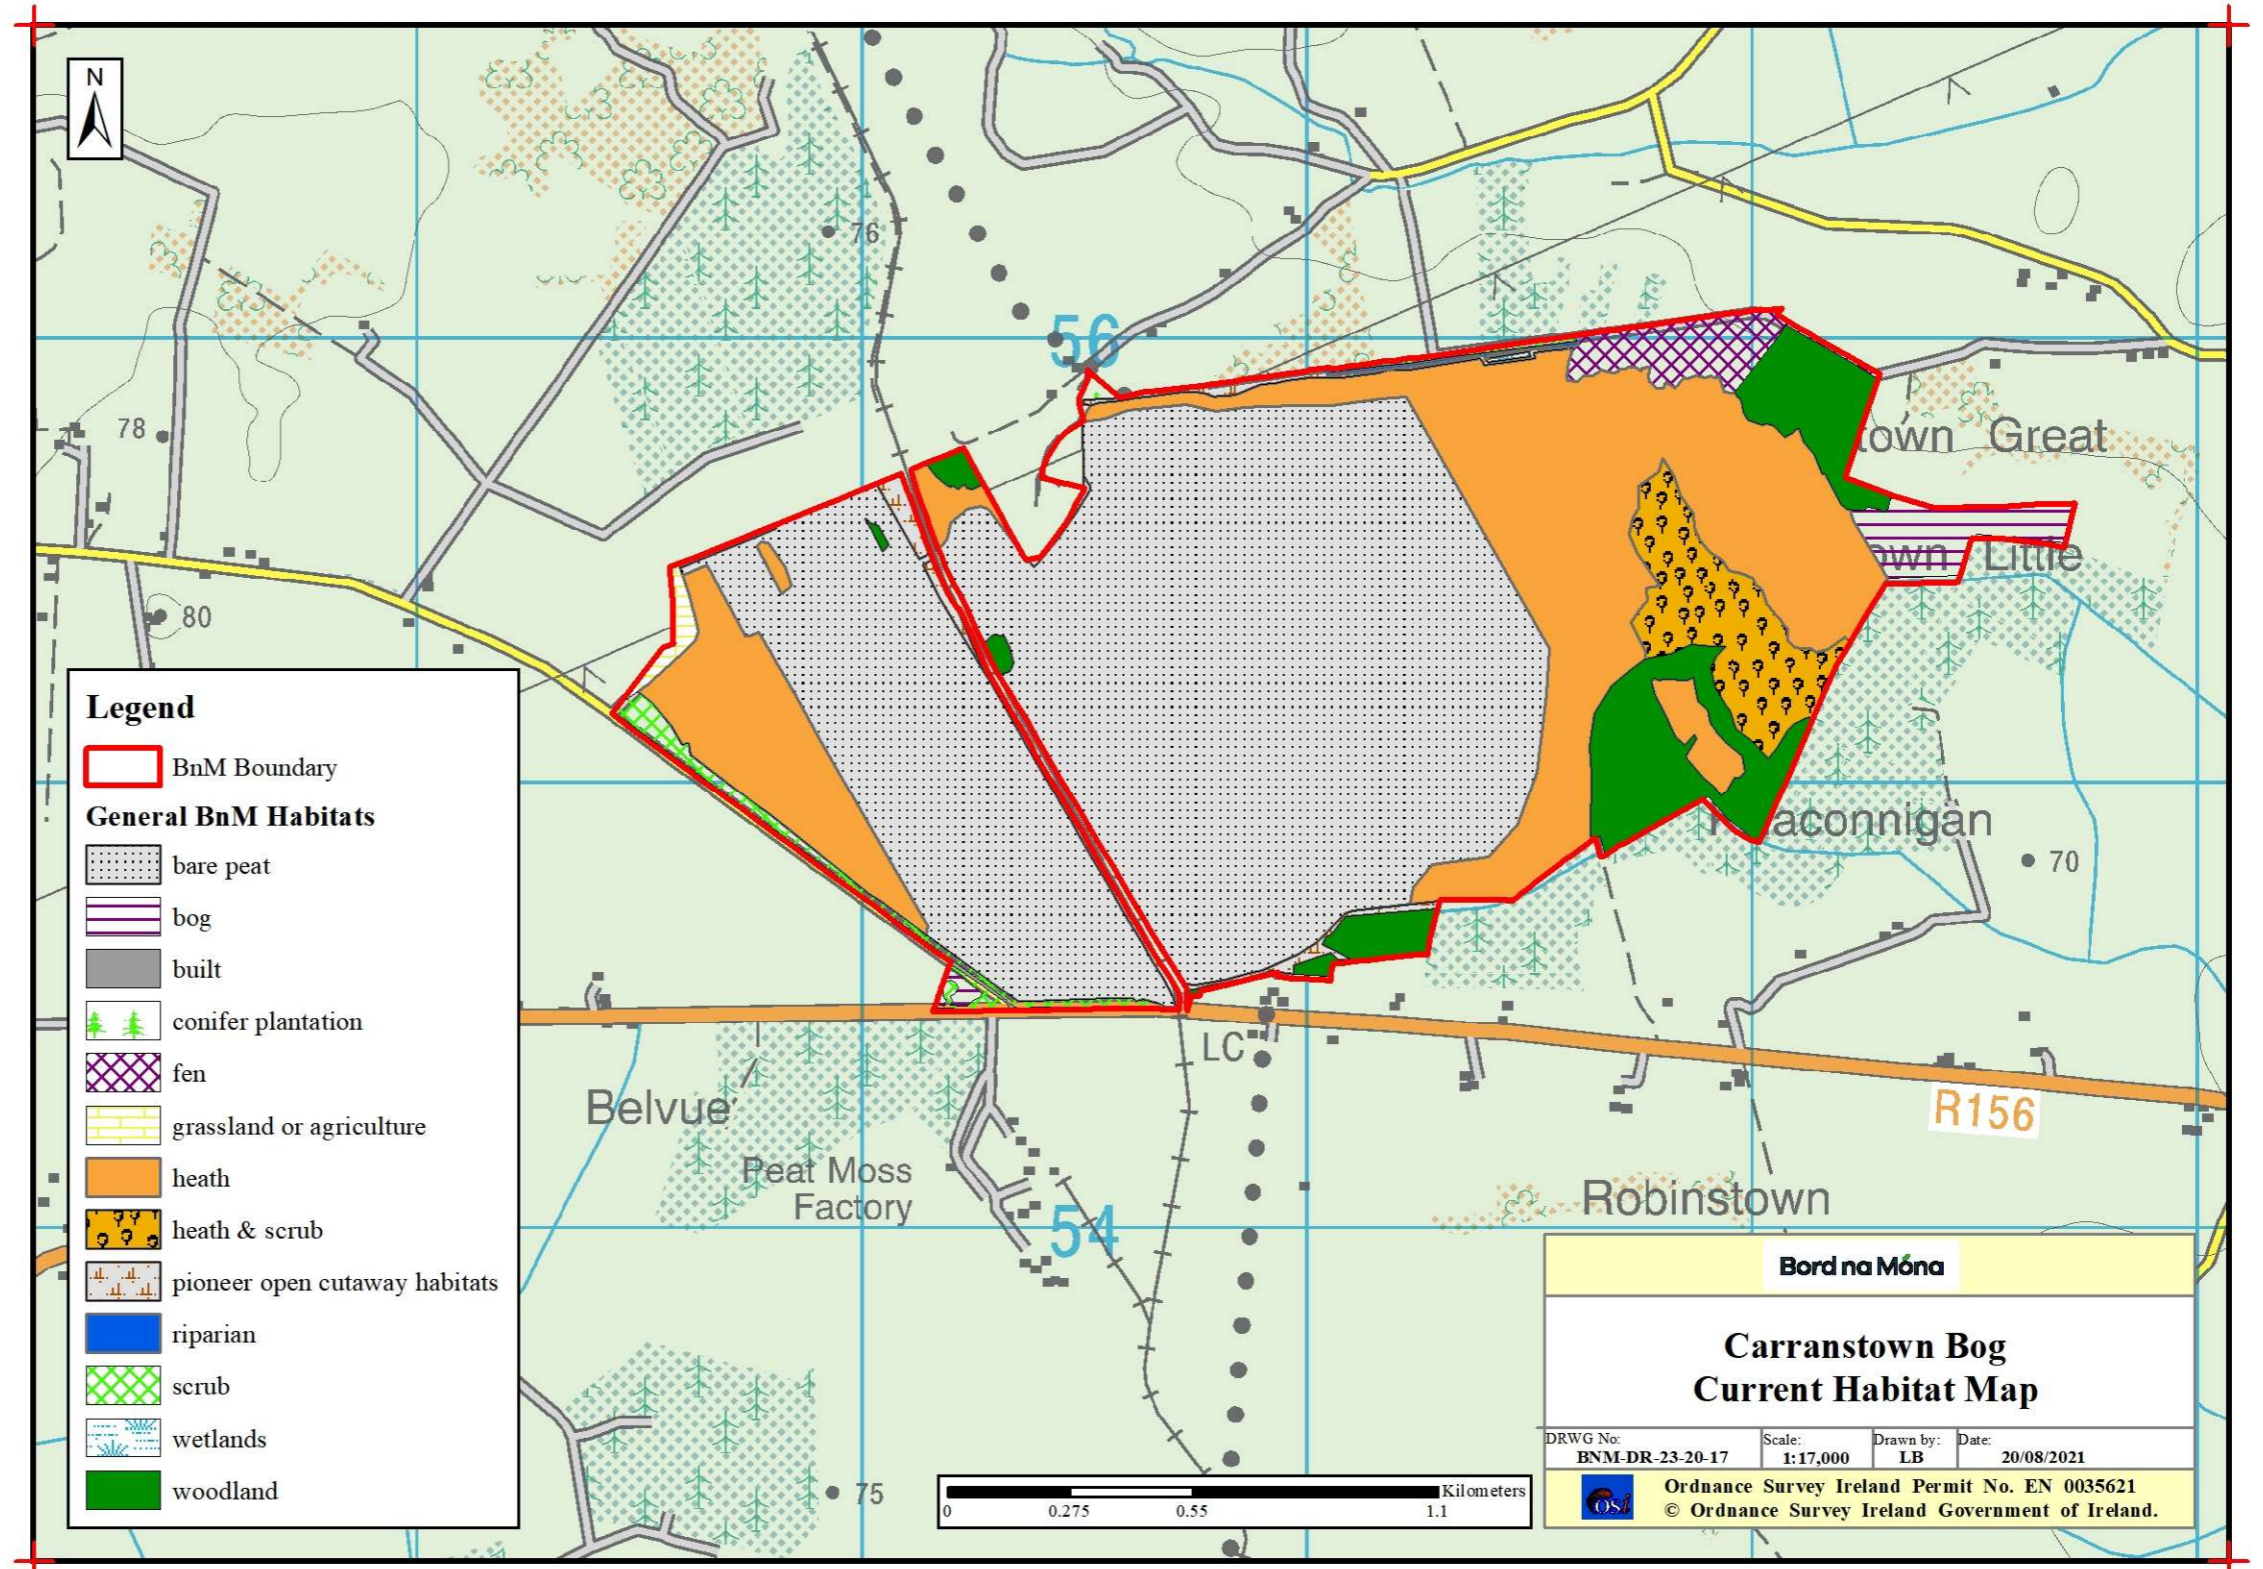 N
76
56
78
town Great
own Little
80
Legend
BnM Boundary
General BnM Habitats
bare peat
bog
built
conifer plantation
fen
grassland or agriculture
heath
heath & scrub
pioneer open cutaway habitats
riparian
scrub
wetlands
woodland
aconnigan
70
LC
R156
Belvue
Peat Moss
Factory
54
Robinstown
75
Kilometers
0 0.275 0.55 1.1
Bord na Móna
Carranstown Bog
Current Habitat Map
DRWG No: Scale: Drawn by: Date:
BNM-DR-23-20-17 1:17,000 LB 20/08/2021
OSi
Ordnance Survey Ireland Permit No. EN 0035621
© Ordnance Survey Ireland Government of Ireland.